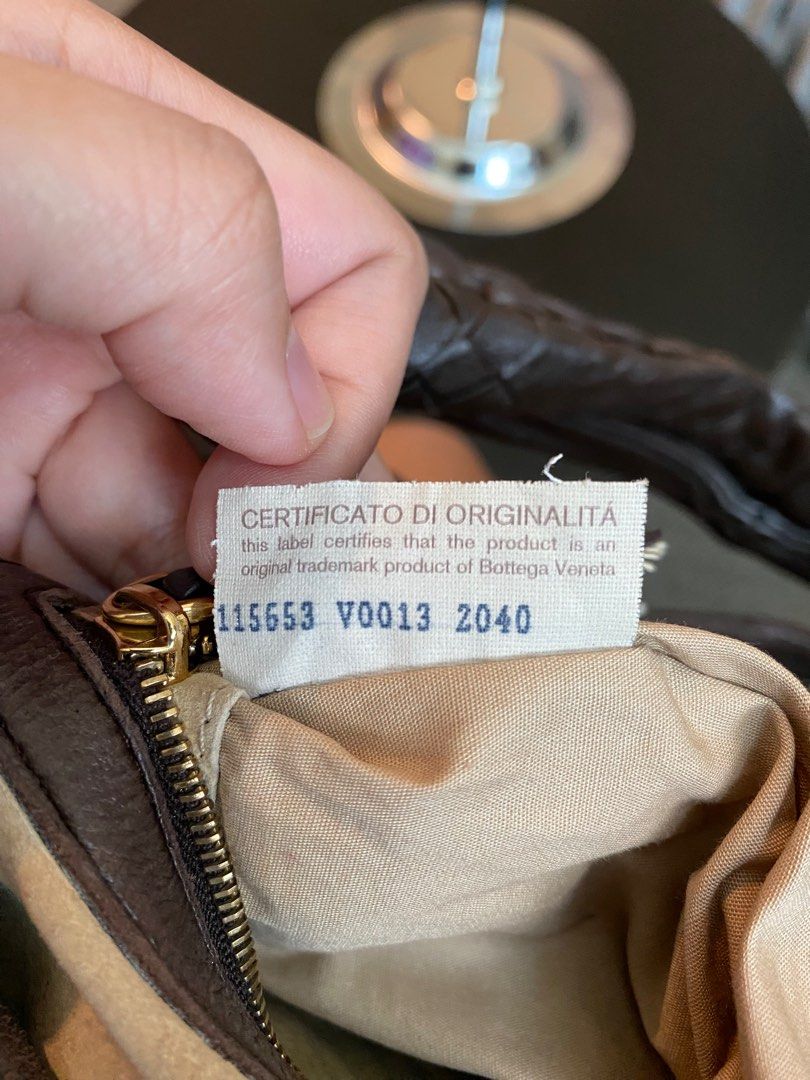 CERTIFICATO DI ORIGINALITÁ
this label certifies that the product is an
original trademark product of Bottega Veneta
115653 V0013 2040